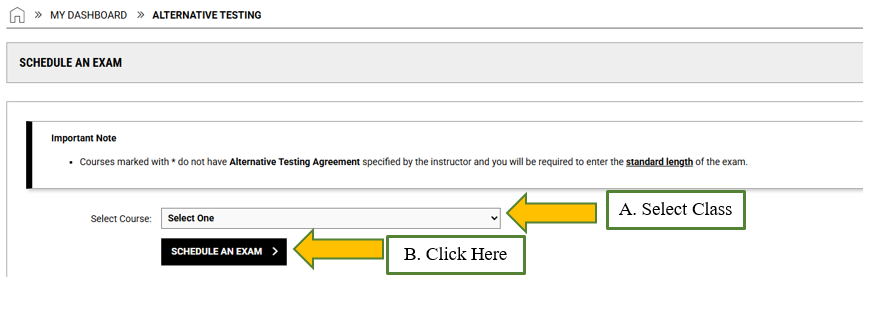 MY DASHBOARD » ALTERNATIVE TESTING
SCHEDULE AN EXAM
Important Note
• Courses marked with * do not have Alternative Testing Agreement specified by the instructor and you will be required to enter the standard length of the exam.
Select Course: Select One
A. Select Class
SCHEDULE AN EXAM
B. Click Here